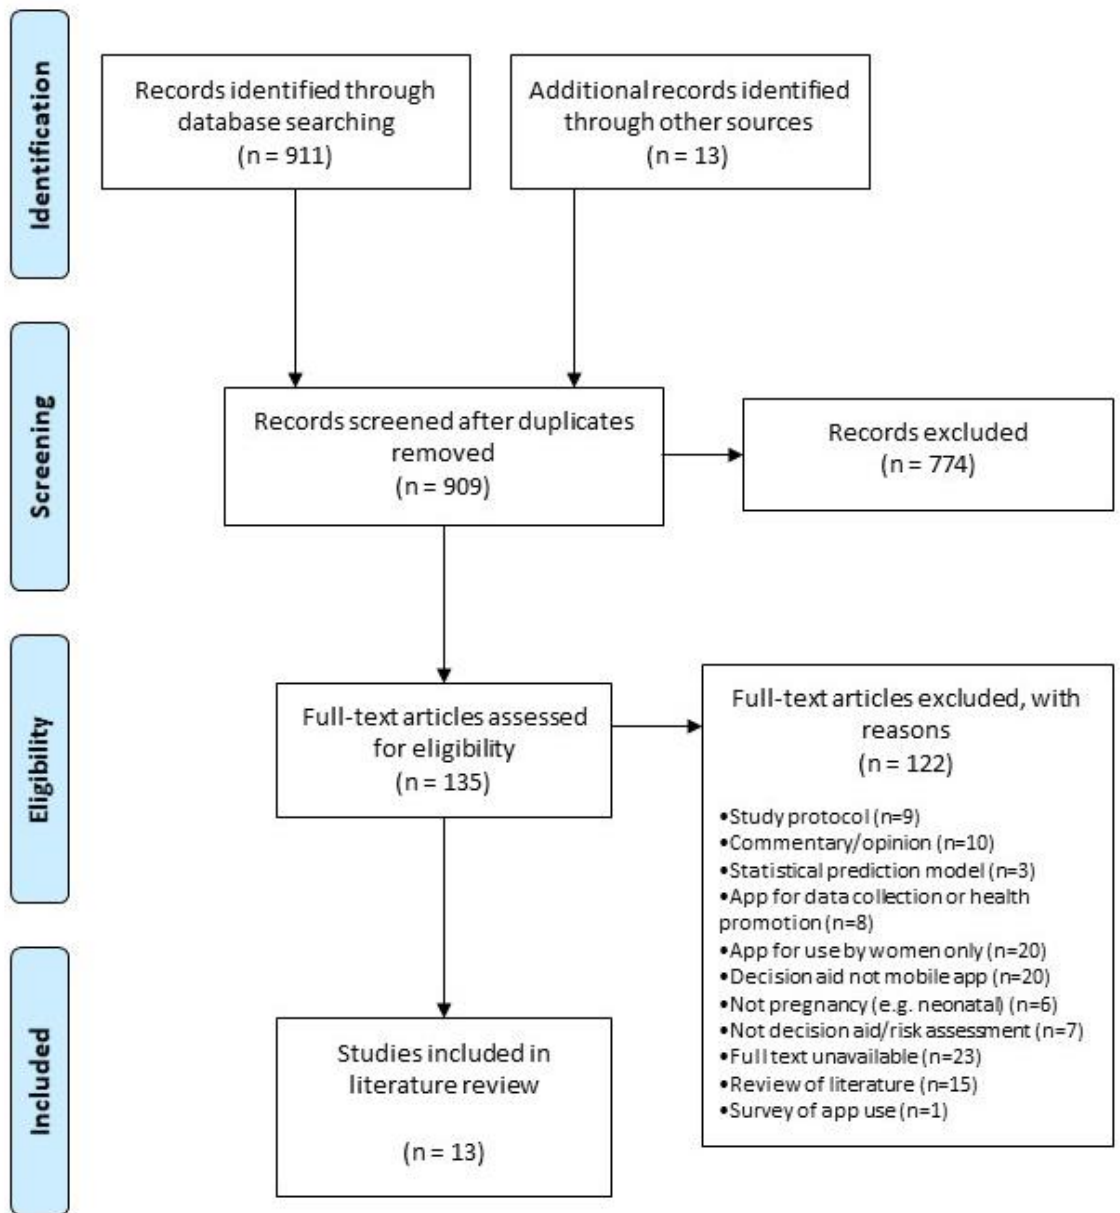 Identification
Records identified through
database searching
(n = 911)
Additional records identified
through other sources
(n = 13)
Screening
Records screened after duplicates
removed
(n = 909)
Records excluded
(n = 774)
Eligibility
Full-text articles assessed
for eligibility
(n = 135)
Full-text articles excluded, with
reasons
(n = 122)
•Study protocol (n=9)
•Commentary/opinion (n=10)
•Statistical prediction model (n=3)
•App for data collection or health
promotion (n=8)
•App for use by women only (n=20)
•Decision aid not mobile app (n=20)
•Not pregnancy (e.g. neonatal) (n=6)
•Not decision aid/risk assessment (n=7)
•Full text unavailable (n=23)
•Review of literature (n=15)
•Survey of app use (n=1)
Included
Studies included in
literature review
(n = 13)